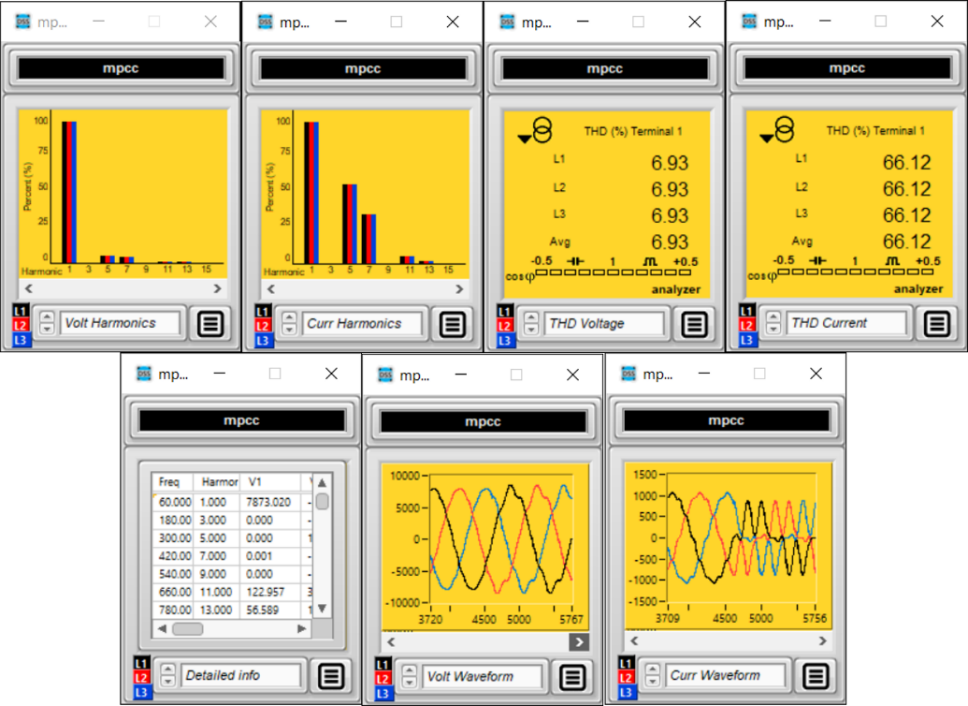 mp...
mpcc
100
75
50
25
0
Percent (%)
Harmonic 1 3 5 7 9 11 13 15
L1
L2
L3
Volt Harmonics
mp...
mpcc
100
75
50
25
0
Percent (%)
Harmonic 1 3 5 7 9 11 13 15
L1
L2
L3
Curr Harmonics
mp...
mpcc
THD (%) Terminal 1
L1 6.93
L2 6.93
L3 6.93
Avg 6.93
-0.5 1 +0.5
cosφ
analyzer
L1
L2
L3
THD Voltage
mp...
mpcc
THD (%) Terminal 1
L1 66.12
L2 66.12
L3 66.12
Avg 66.12
-0.5 1 +0.5
cosφ
analyzer
L1
L2
L3
THD Current
mp...
mpcc
Freq Harmor V1
60.000 1.000 7873.020
180.00 3.000 0.000
300.00 5.000 0.000
420.00 7.000 0.001
540.00 9.000 0.000
660.00 11.000 122.957
780.00 13.000 56.589
L1
L2
L3
Detailed info
mp...
mpcc
10000
5000
0
-5000
-10000
3720 4500 5000 5767
L1
L2
L3
Volt Waveform
mp...
mpcc
1500
1000
500
0
-500
-1000
-1500
3709 4500 5000 5756
L1
L2
L3
Curr Waveform